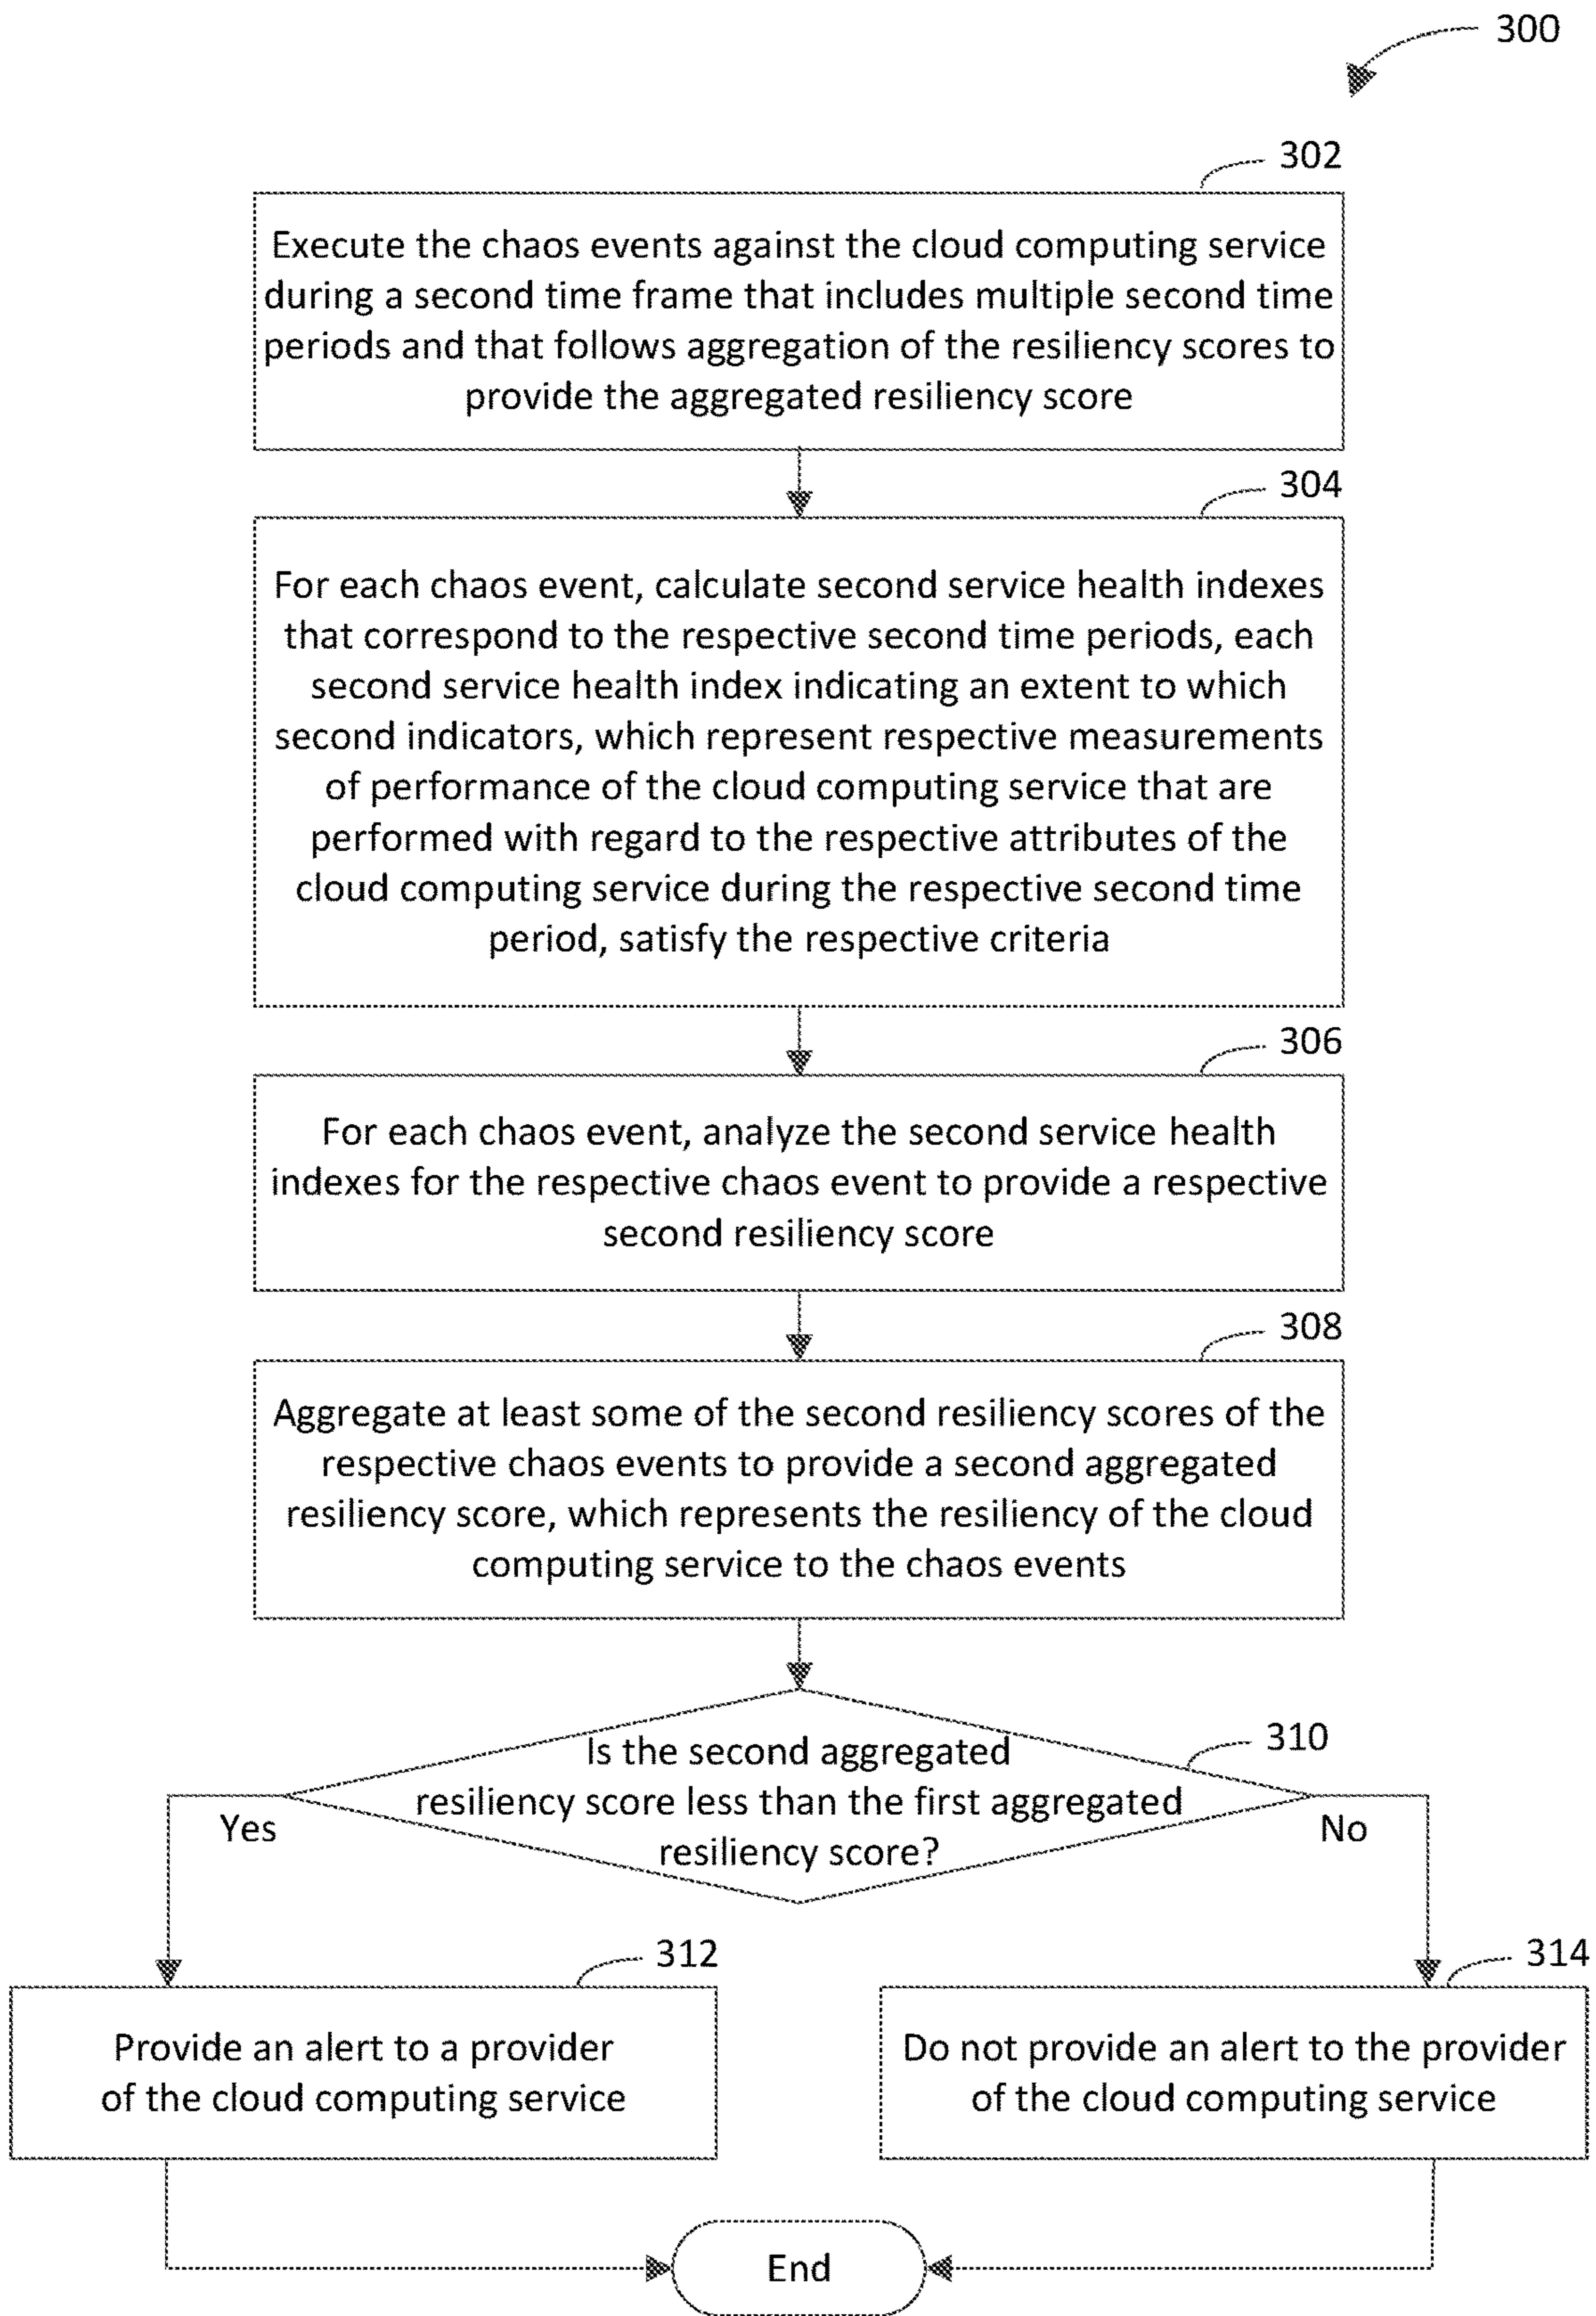 300
302
Execute the chaos events against the cloud computing service
during a second time frame that includes multiple second time
periods and that follows aggregation of the resiliency scores to
provide the aggregated resiliency score
304
For each chaos event, calculate second service health indexes
that correspond to the respective second time periods, each
second service health index indicating an extent to which
second indicators, which represent respective measurements
of performance of the cloud computing service that are
performed with regard to the respective attributes of the
cloud computing service during the respective second time
period, satisfy the respective criteria
306
For each chaos event, analyze the second service health
indexes for the respective chaos event to provide a respective
second resiliency score
308
Aggregate at least some of the second resiliency scores of the
respective chaos events to provide a second aggregated
resiliency score, which represents the resiliency of the cloud
computing service to the chaos events
310
Is the second aggregated
resiliency score less than the first aggregated
resiliency score?
Yes
No
312
Provide an alert to a provider
of the cloud computing service
314
Do not provide an alert to the provider
of the cloud computing service
End